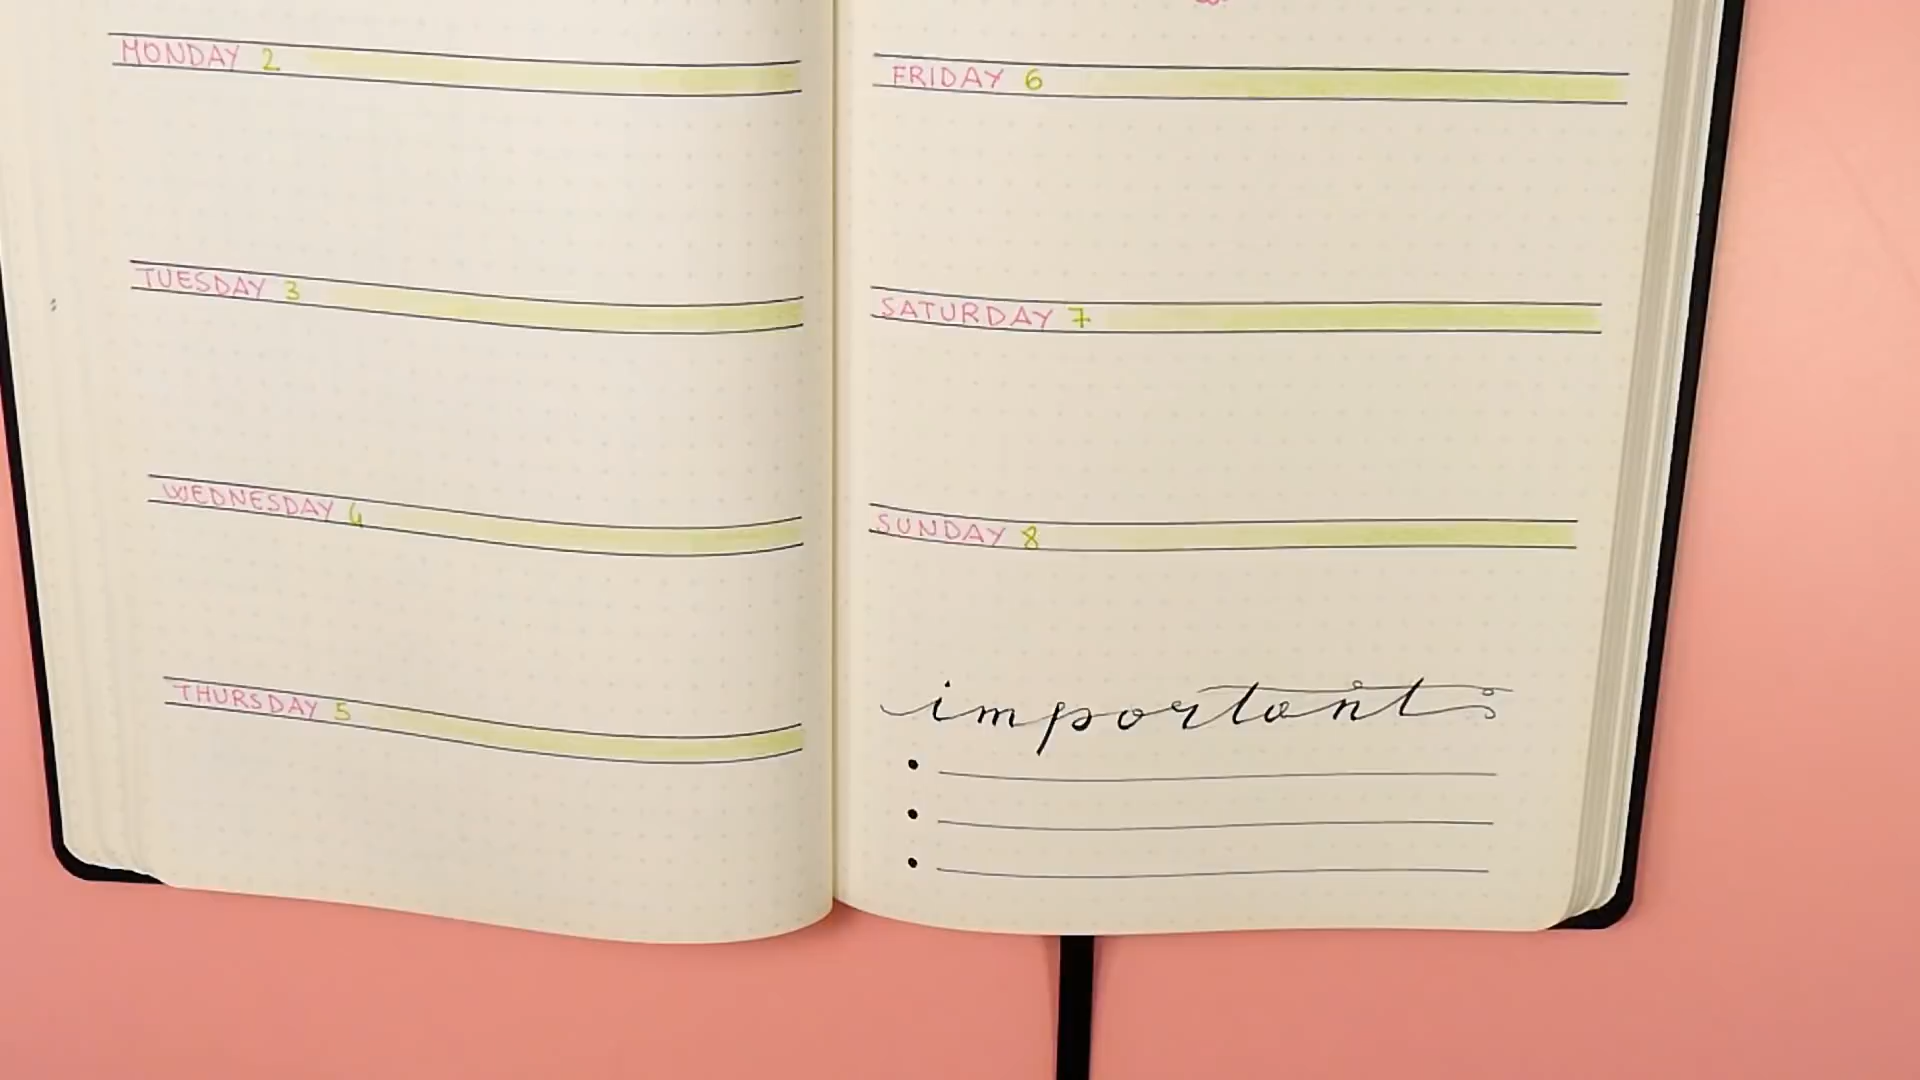 MONDAY 2
TUESDAY 3
WEDNESDAY 4
THURSDAY 5
FRIDAY 6
SATURDAY 7
SUNDAY 8
important: